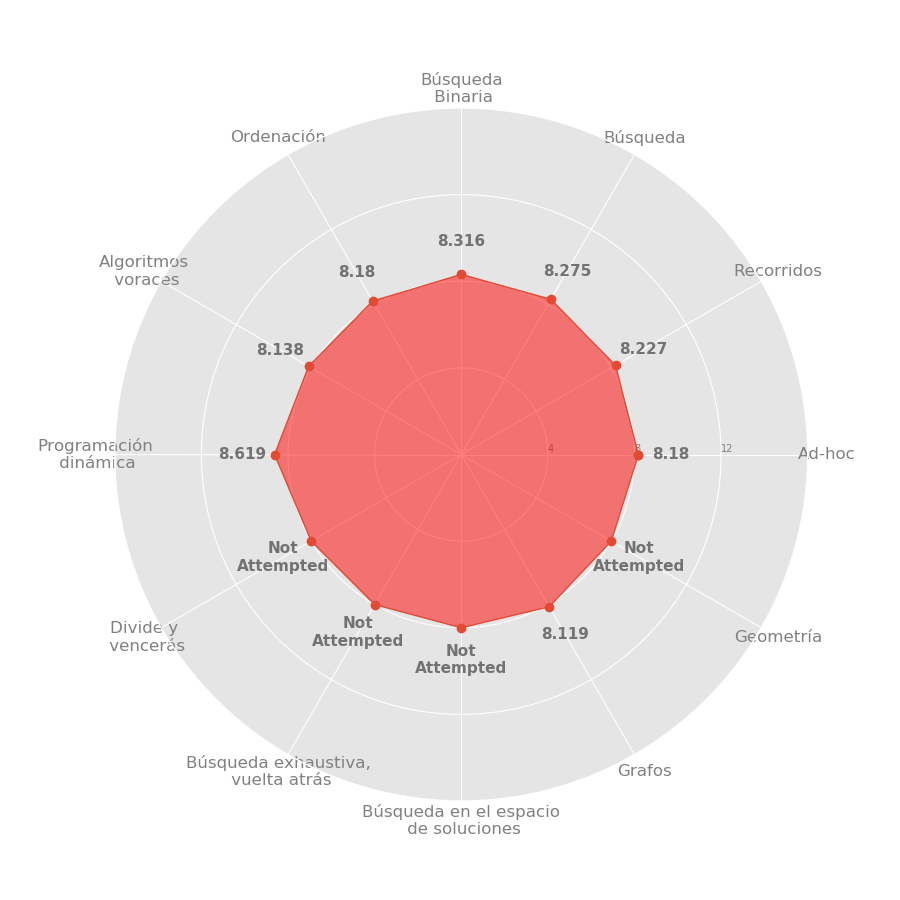 Búsqueda
Binaria
Ordenación
Búsqueda
8.316
Algoritmos
voraces
8.18
8.275
Recorridos
8.138
8.227
Programación
dinámica
8.619
4
8
12
8.18
Ad-hoc
Not
Attempted
Not
Attempted
Divide y
vencerás
Not
Attempted
Not
Attempted
8.119
Geometría
Búsqueda exhaustiva,
vuelta atrás
Grafos
Búsqueda en el espacio
de soluciones